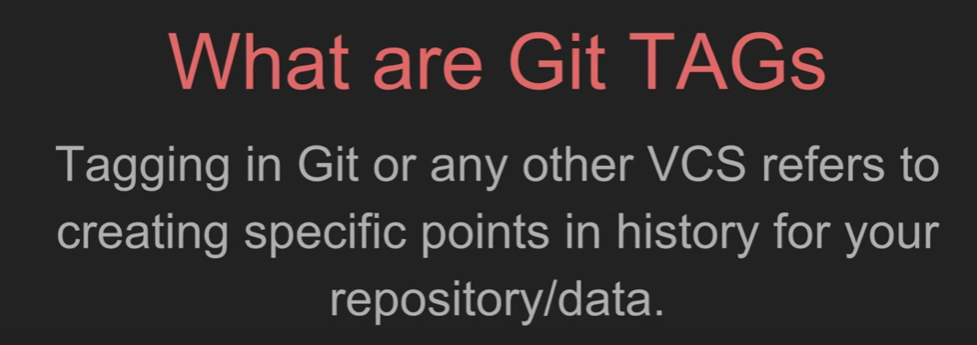 What are Git TAGs
Tagging in Git or any other VCS refers to
creating specific points in history for your
repository/data.